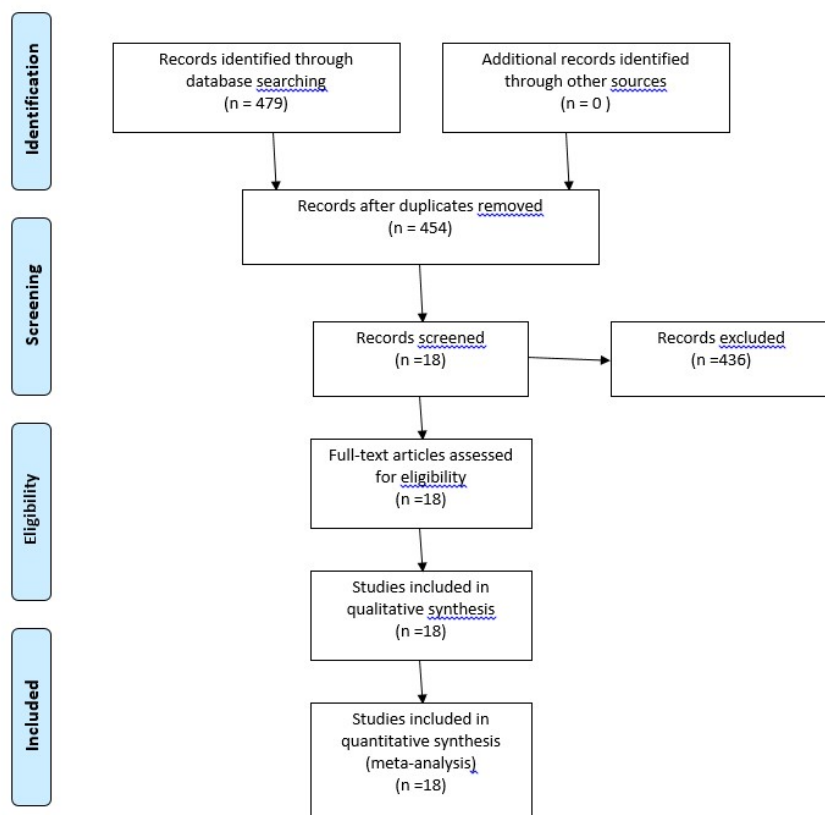 Identification
Records identified through
database searching
(n = 479)
Additional records identified
through other sources
(n = 0 )
Records after duplicates removed
(n = 454)
Screening
Records screened
(n =18)
Records excluded
(n =436)
Eligibility
Full-text articles assessed
for eligibility
(n =18)
Studies included in
qualitative synthesis
(n =18)
Included
Studies included in
quantitative synthesis
(meta-analysis)
(n =18)